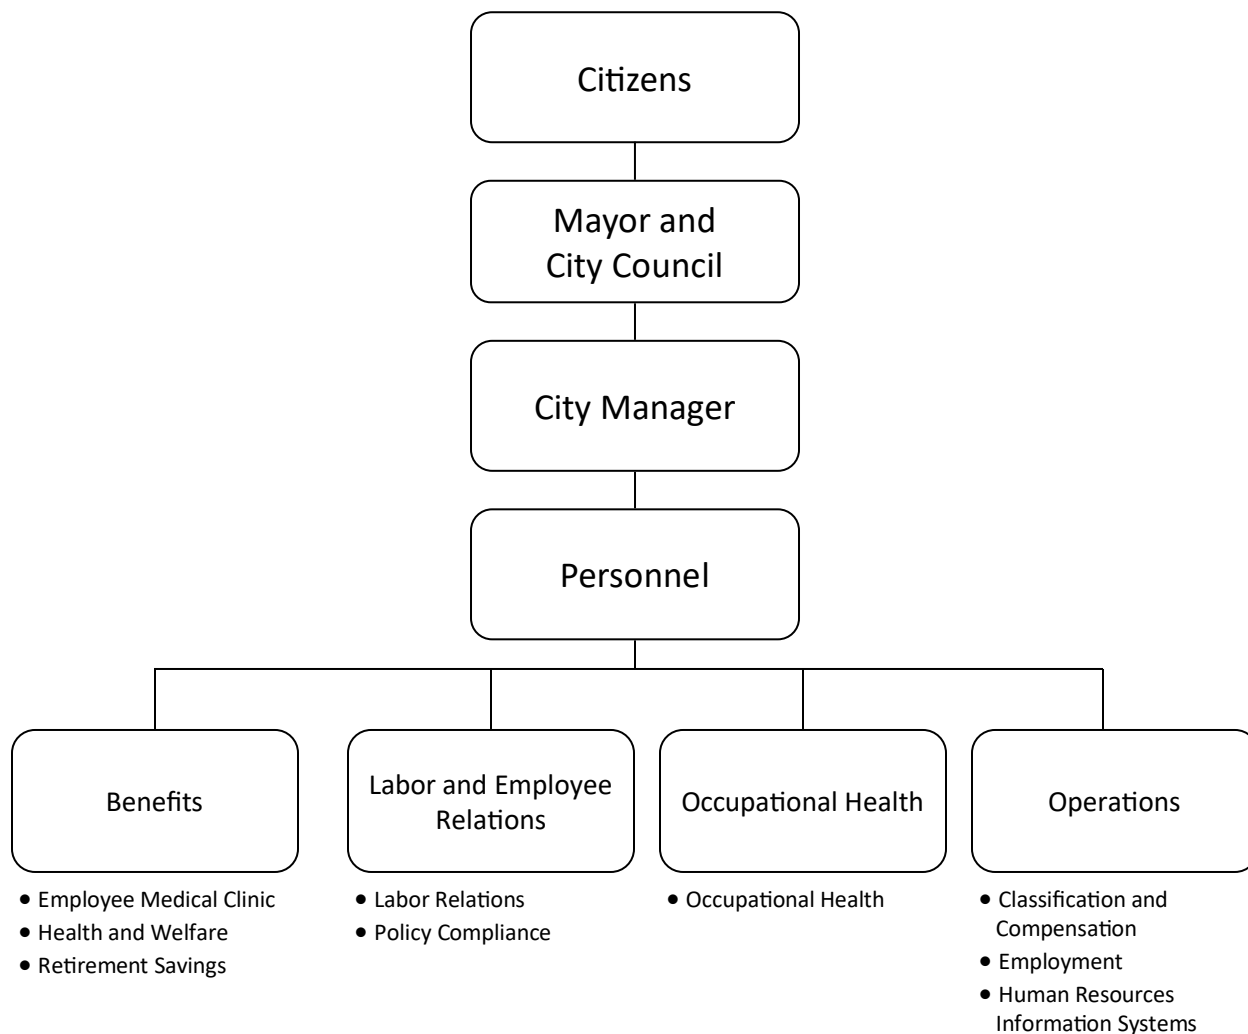 Citizens
Mayor and
City Council
City Manager
Personnel
Benefits
Labor and Employee
Relations
Occupational Health
Operations
• Employee Medical Clinic
• Health and Welfare
• Retirement Savings
• Labor Relations
• Policy Compliance
• Occupational Health
• Classification and
Compensation
• Employment
• Human Resources
Information Systems